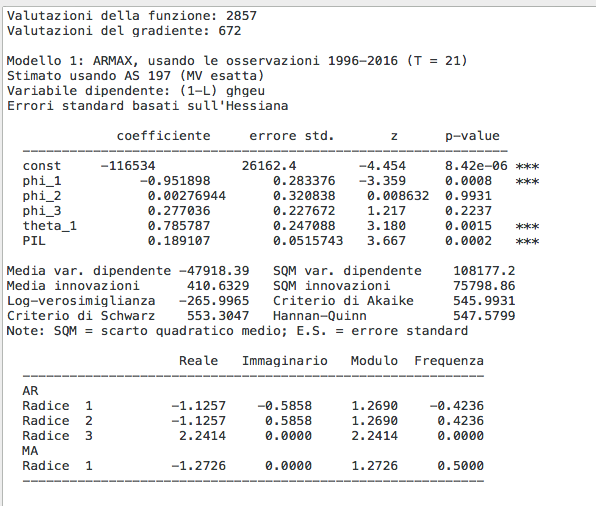 Valutazioni della funzione: 2857
Valutazioni del gradiente: 672
Modello 1: ARMAX, usando le osservazioni 1996-2016 (T = 21)
Stimato usando AS 197 (MV esatta)
Variabile dipendente: (1-L) ghgeu
Errori standard basati sull'Hessiana
coefficiente errore std. z p-value
const -116534 26162.4 -4.454 8.42e-06 ***
phi_1 -0.951898 0.283376 -3.359 0.0008 ***
phi_2 0.00276944 0.320838 0.008632 0.9931
phi_3 0.277036 0.227672 1.217 0.2237
theta_1 0.785787 0.247088 3.180 0.0015 ***
PIL 0.189107 0.0515743 3.667 0.0002 ***
Media var. dipendente -47918.39 SQM var. dipendente 108177.2
Media innovazioni 410.6329 SQM innovazioni 75798.86
Log-verosimiglianza -265.9965 Criterio di Akaike 545.9931
Criterio di Schwarz 553.3047 Hannan-Quinn 547.5799
Note: SQM = scarto quadratico medio; E.S. = errore standard
Reale Immaginario Modulo Frequenza
AR
Radice 1 -1.1257 -0.5858 1.2690 -0.4236
Radice 2 -1.1257 0.5858 1.2690 0.4236
Radice 3 2.2414 0.0000 2.2414 0.0000
MA
Radice 1 -1.2726 0.0000 1.2726 0.5000